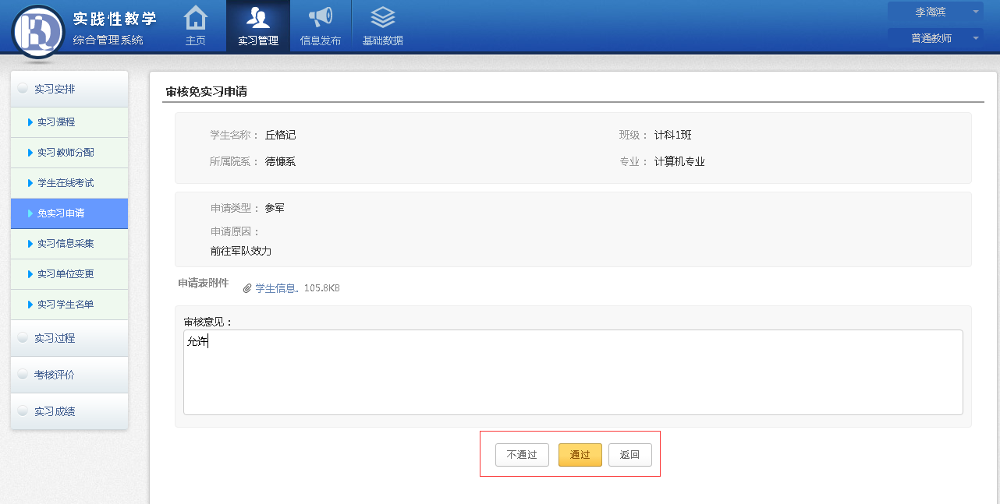 实践性教学
综合管理系统
主页
实习管理
信息发布
基础数据
李海滨
普通教师
实习安排
实习课程
实习教师分配
学生在线考试
免实习申请
实习信息采集
实习单位变更
实习学生名单
实习过程
考核评价
实习成绩
审核免实习申请
学生名称： 丘格记 班级： 计科1班
所属院系： 德慷系 专业： 计算机专业
申请类型： 参军
申请原因：
前往军队效力
申请表附件 学生信息. 105.8KB
审核意见：
允许
不通过 通过 返回